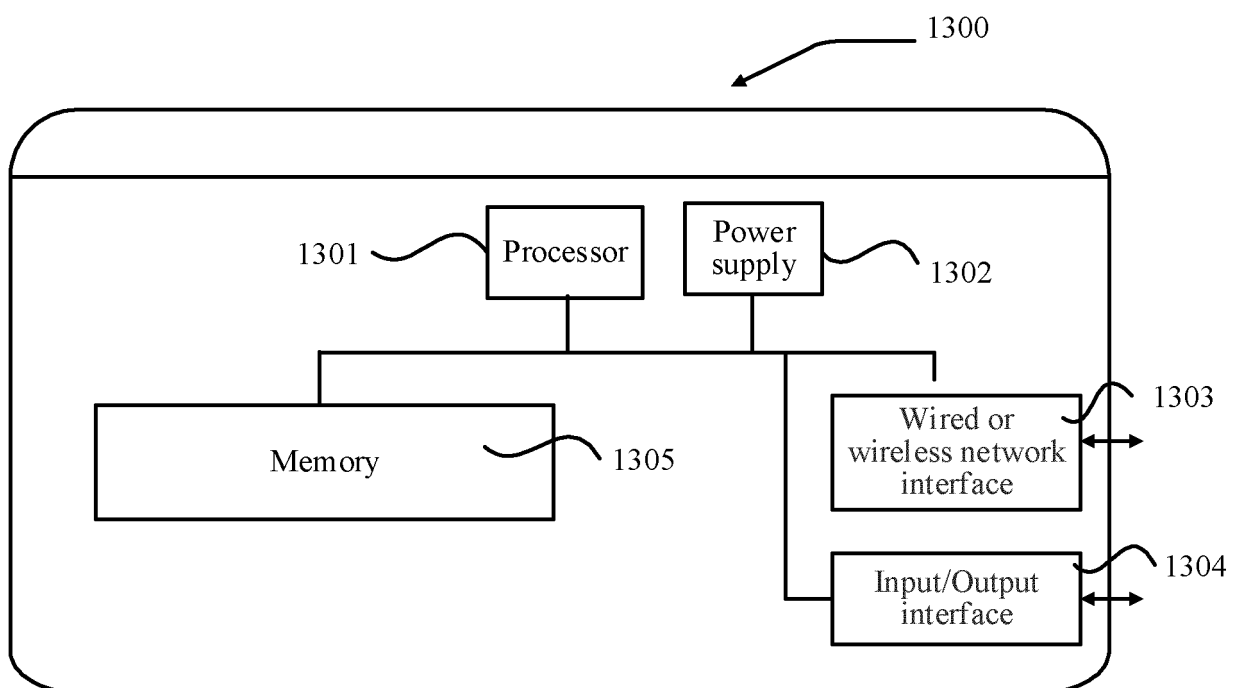 1300
1301
Processor
Power
supply
1302
Memory
1305
Wired or
wireless network
interface
1303
Input/Output
interface
1304